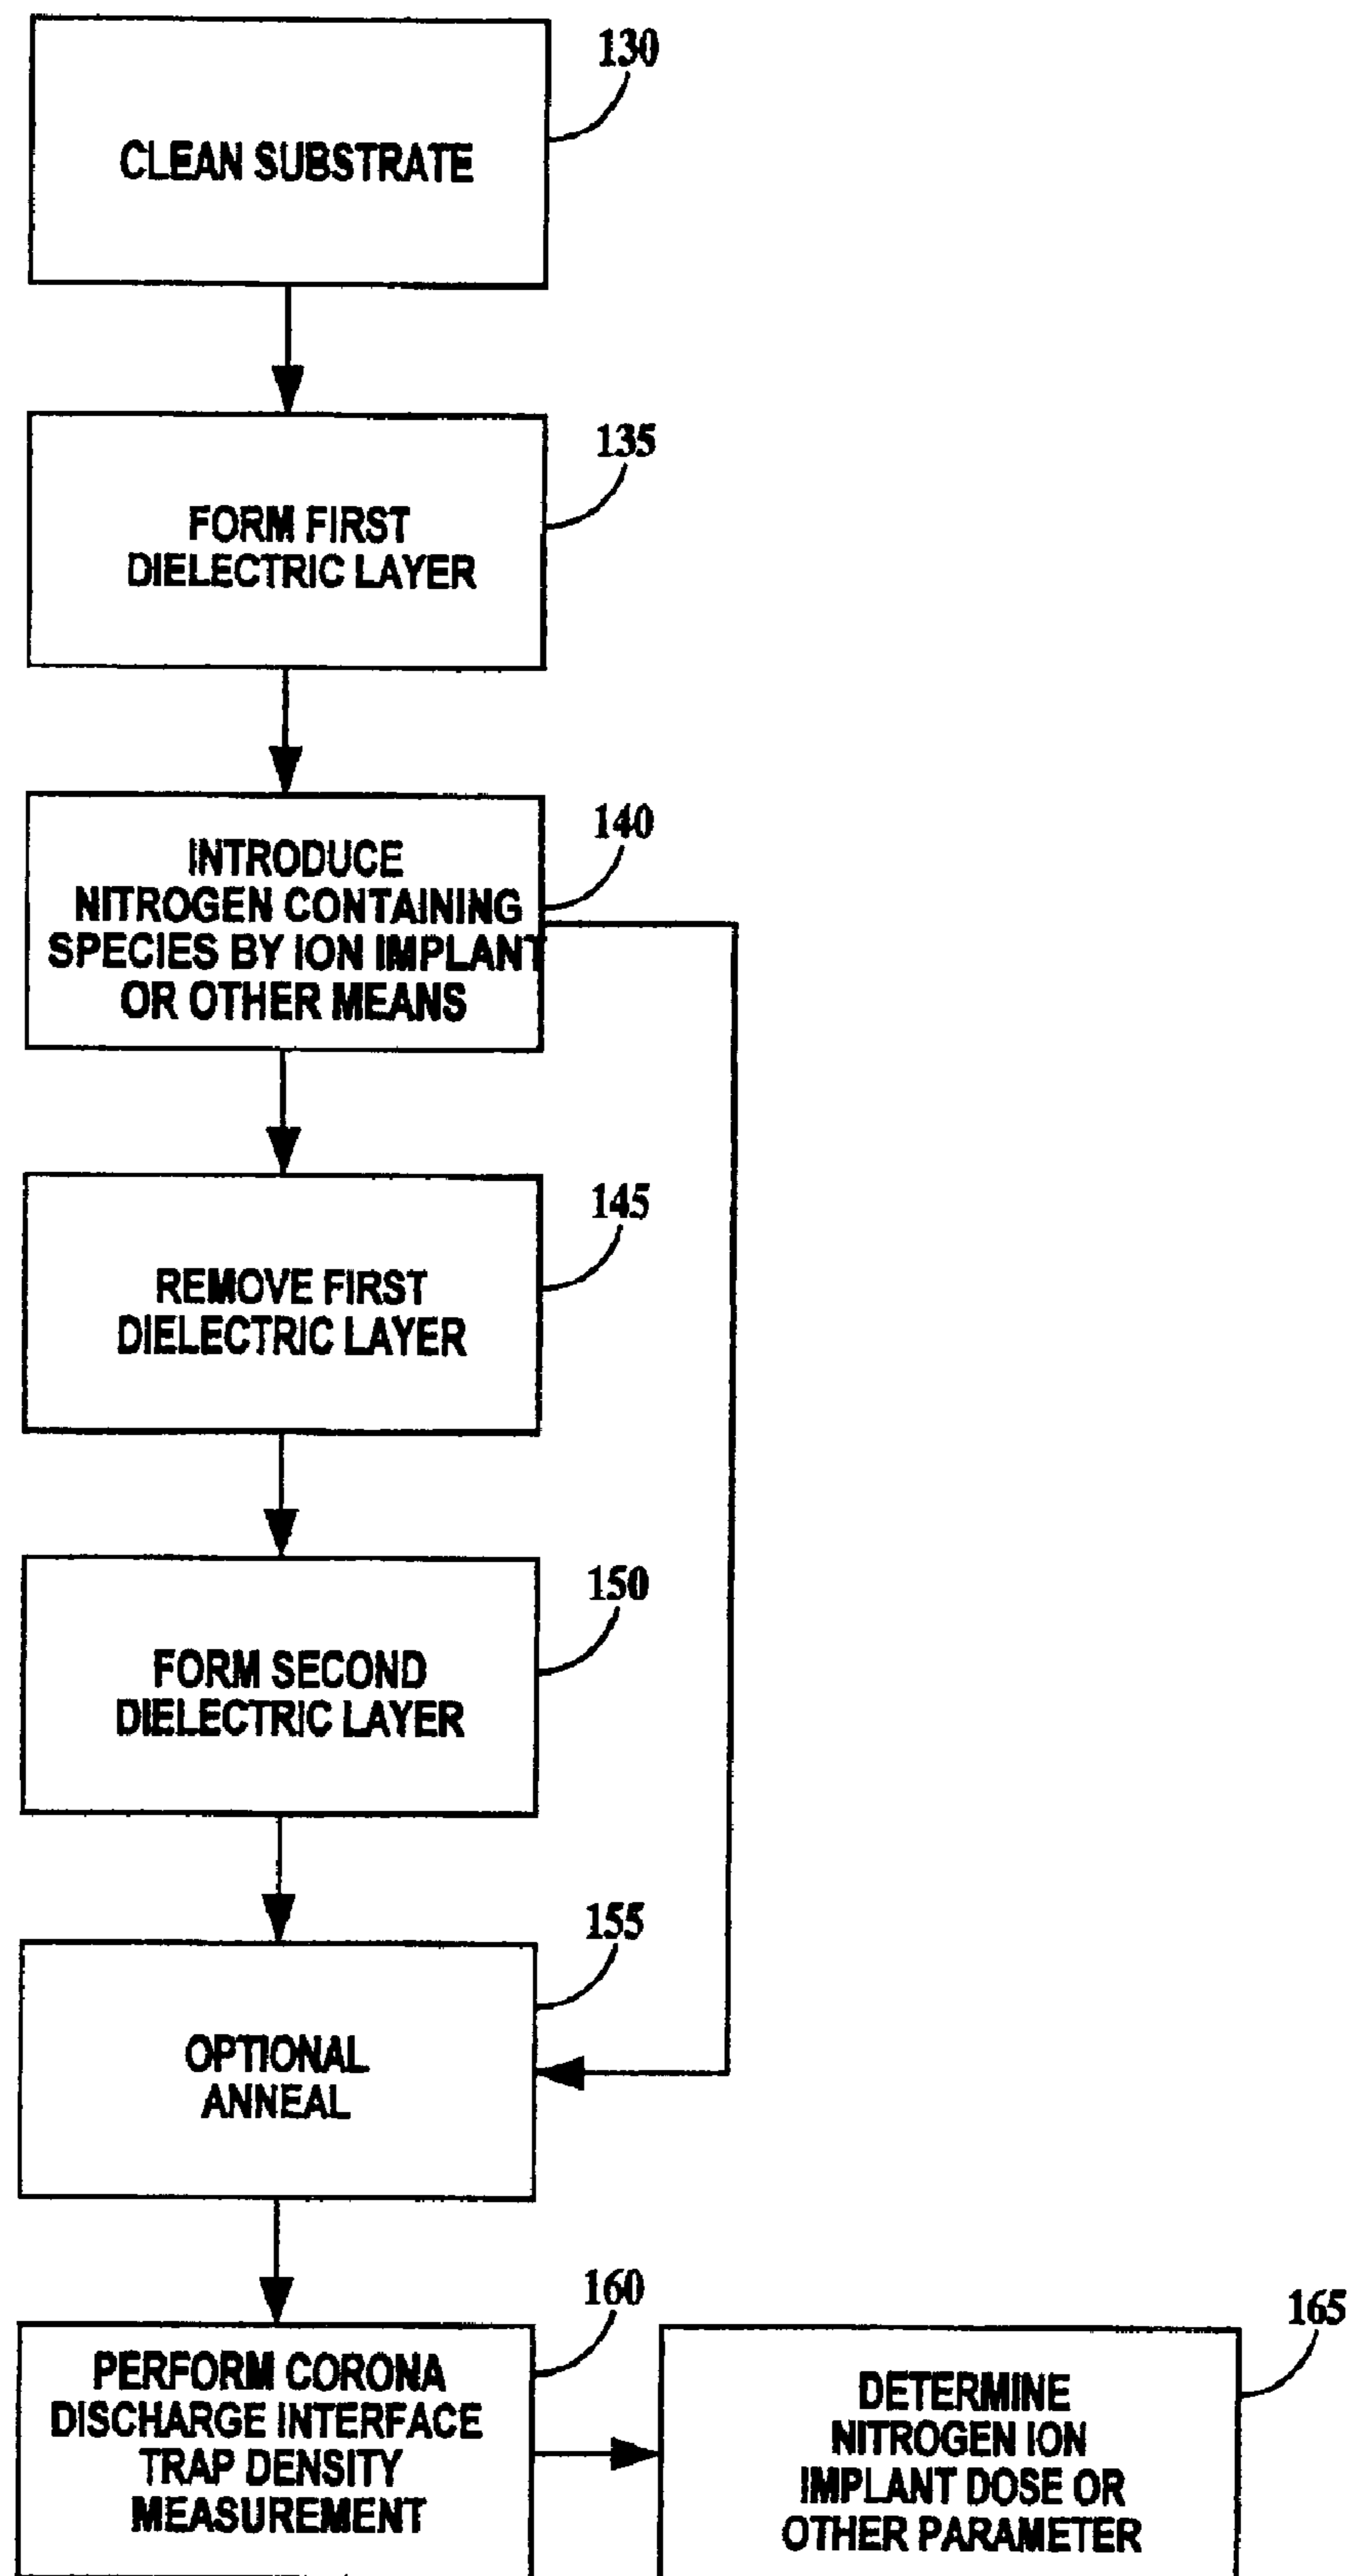 130
CLEAN SUBSTRATE
135
FORM FIRST
DIELECTRIC LAYER
140
INTRODUCE
NITROGEN CONTAINING
SPECIES BY ION IMPLANT
OR OTHER MEANS
145
REMOVE FIRST
DIELECTRIC LAYER
150
FORM SECOND
DIELECTRIC LAYER
155
OPTIONAL
ANNEAL
160
PERFORM CORONA
DISCHARGE INTERFACE
TRAP DENSITY
MEASUREMENT
165
DETERMINE
NITROGEN ION
IMPLANT DOSE OR
OTHER PARAMETER